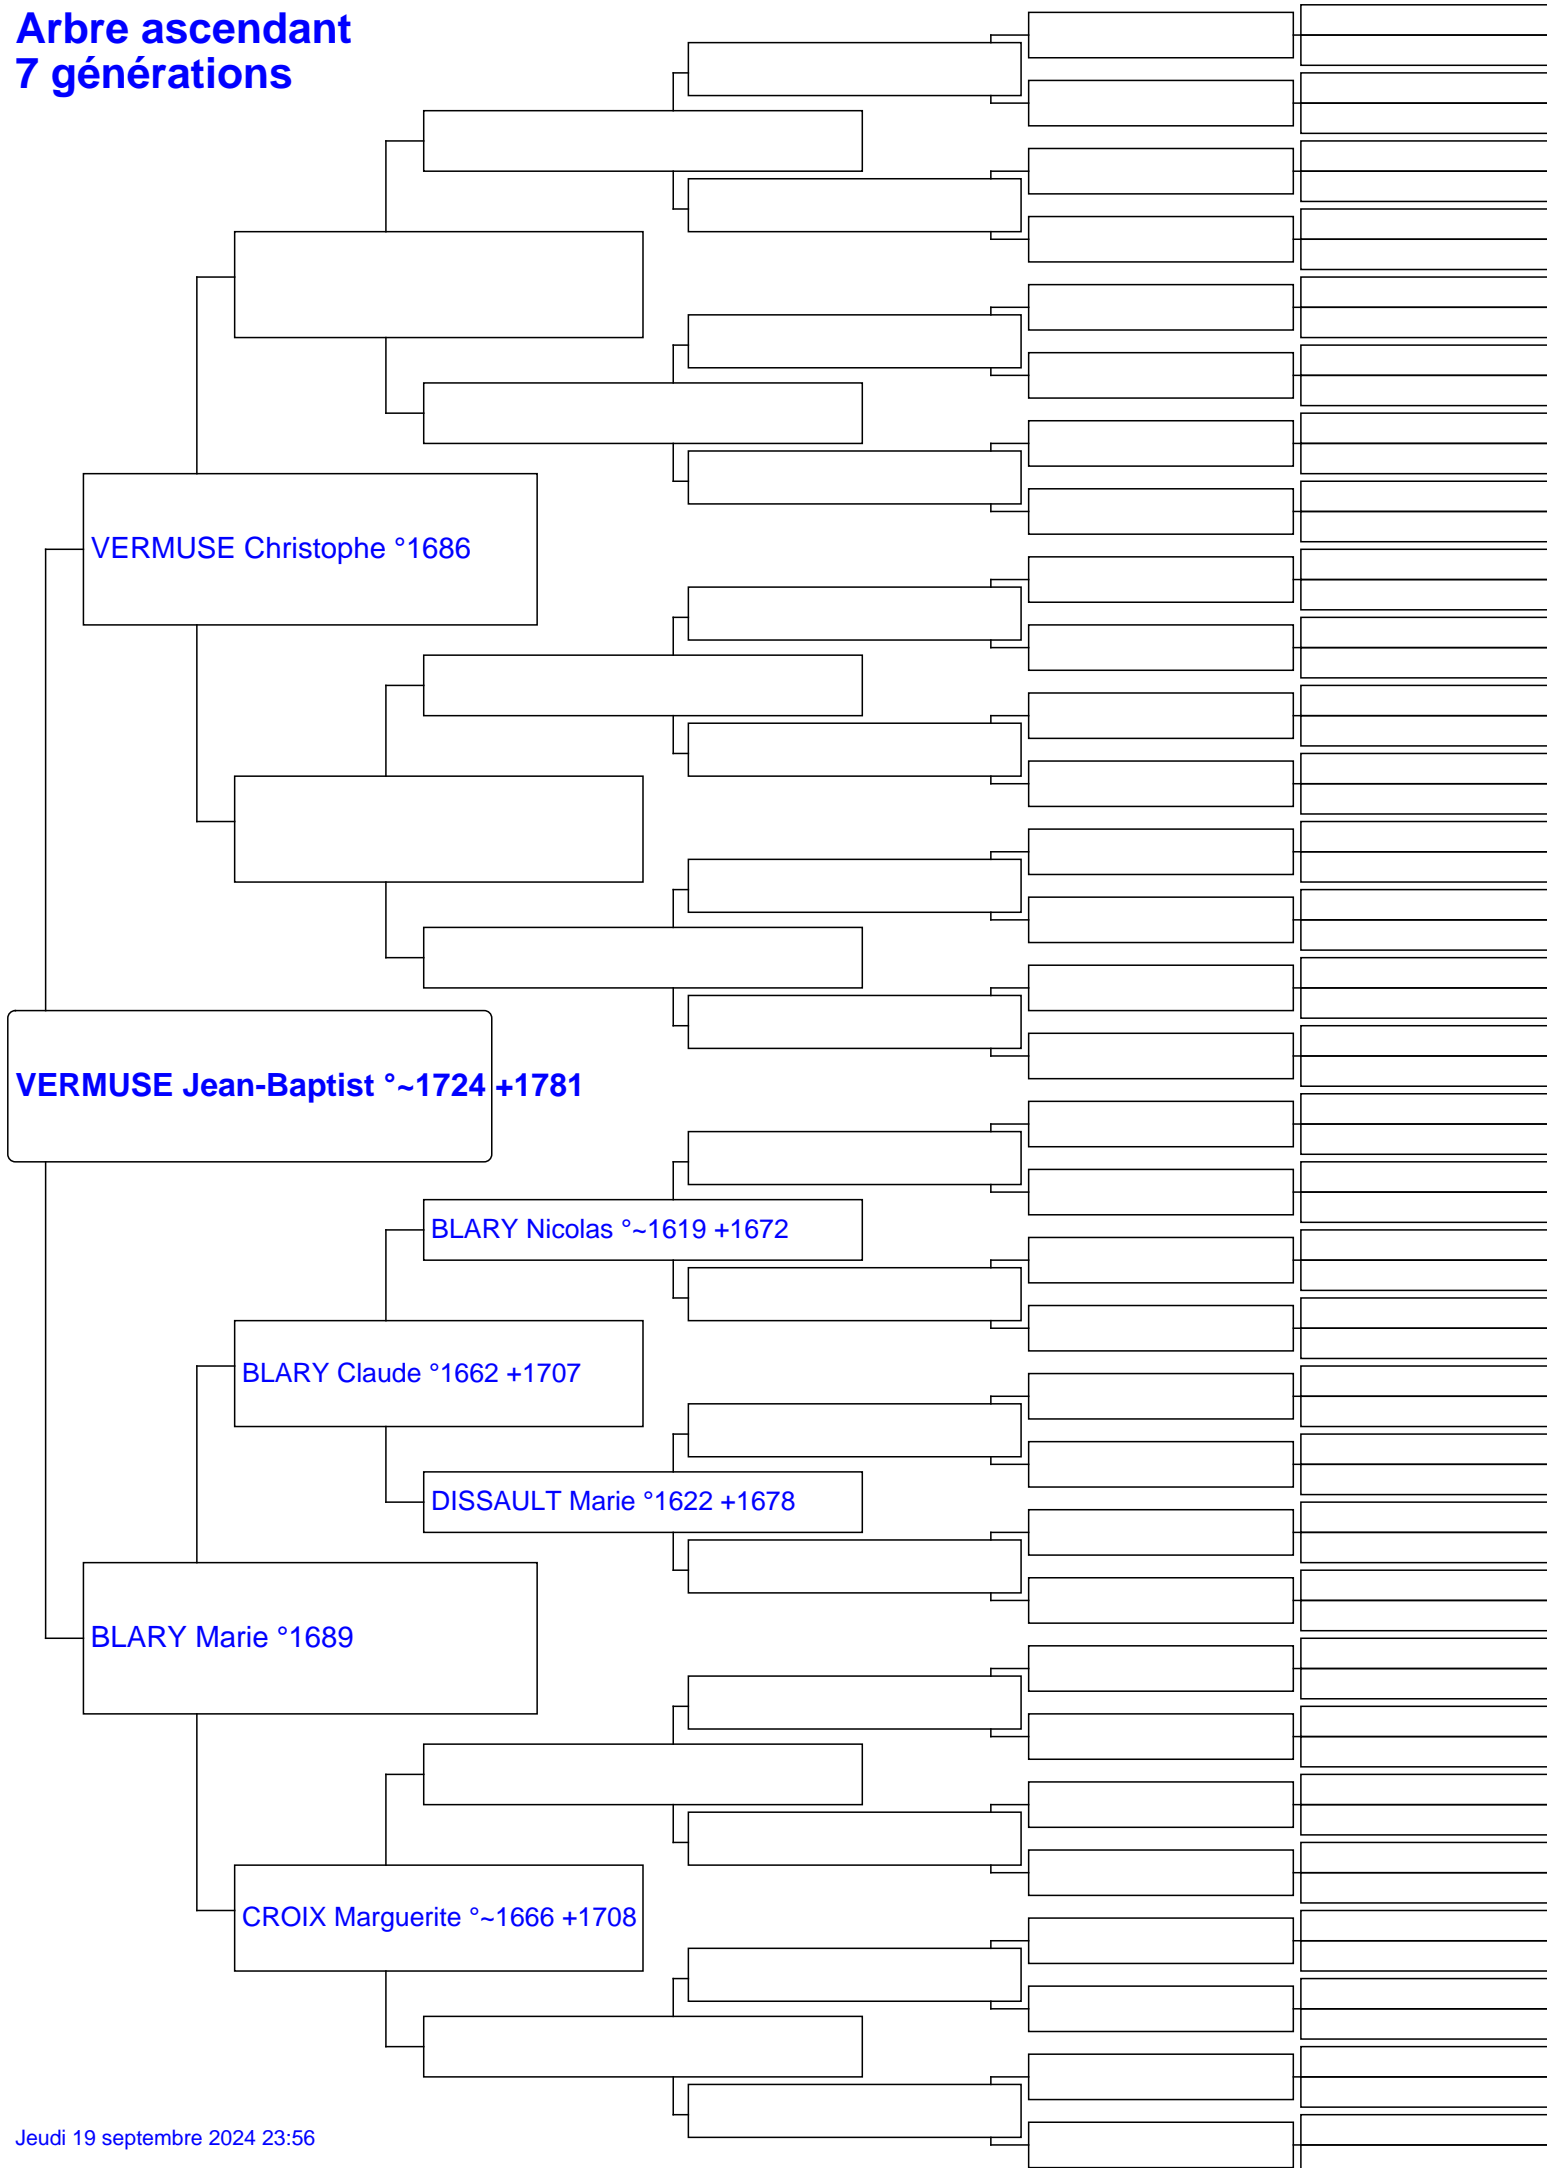 Arbre ascendant
7 générations
VERMUSE Christophe °1686
VERMUSE Jean-Baptist °~1724 +1781
BLARY Nicolas °~1619 +1672
BLARY Claude °1662 +1707
DISSAULT Marie °1622 +1678
BLARY Marie °1689
CROIX Marguerite °~1666 +1708
Jeudi 19 septembre 2024 23:56